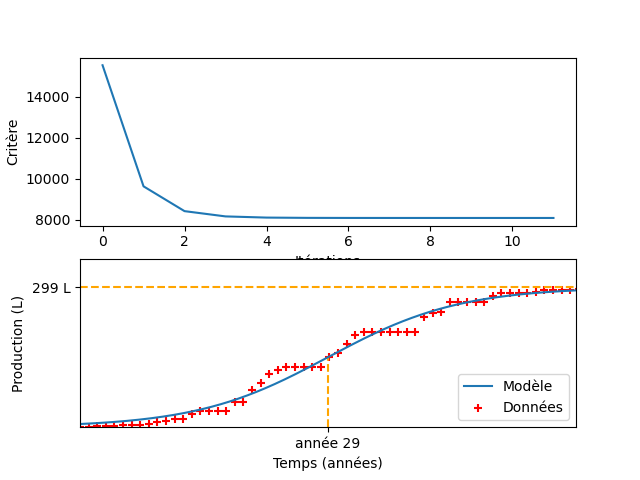 14000
12000
10000
8000
Critère
0 2 4 6 8 10
Itérations
299 L
Production (L)
Modèle
Données
année 29
Temps (années)